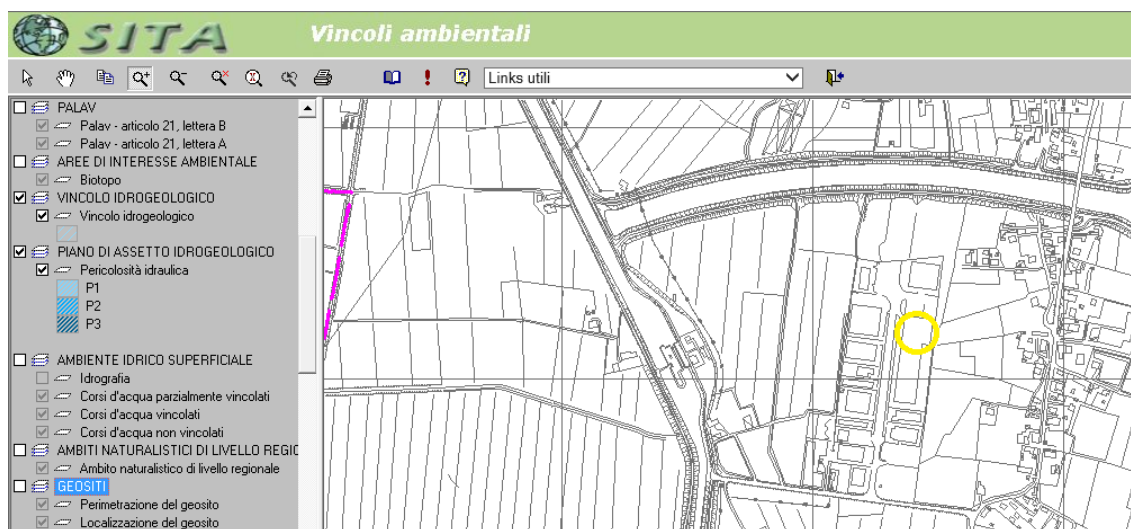 SITA
Vincoli ambientali
Links utili
PALAV
Palav - articolo 21, lettera B
Palav - articolo 21, lettera A
AREE DI INTERESSE AMBIENTALE
Biotopo
VINCOLO IDROGEOLOGICO
Vincolo idrogeologico
PIANO DI ASSETTO IDROGEOLOGICO
Pericolosità idraulica
P1
P2
P3
AMBIENTE IDRICO SUPERFICIALE
Idrografia
Corsi d'acqua parzialmente vincolati
Corsi d'acqua vincolati
Corsi d'acqua non vincolati
AMBITI NATURALISTICI DI LIVELLO REGIO
Ambito naturalistico di livello regionale
GEOSITI
Perimetrazione del geosito
Localizzazione del geosito